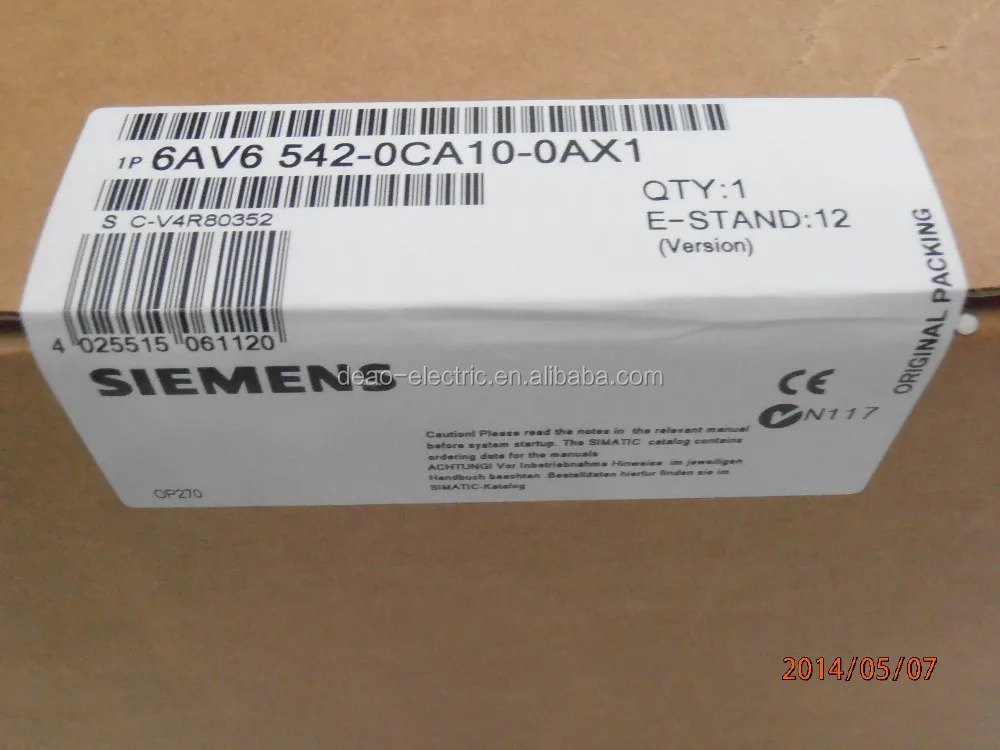 1P 6AV6 542-0CA10-0AX1
S C-V4R80352
QTY:1
E-STAND:12
(Version)
4 025515 061120
ORIGINAL PACKING
SIEMENS
deao-electric.en.alibaba.com
CE
N117
Caution! Please read the notes in the relevant manual
before system startup. The SIMATIC catalog contains
ordering data for the manuals
ACHTUNG! Vor Inbetriebnahme Hinweise im jeweiligen
Handbuch beachten. Bestelldaten hierfur finden sie im
SIMATIC-Katalog
OP270
2014/05/07